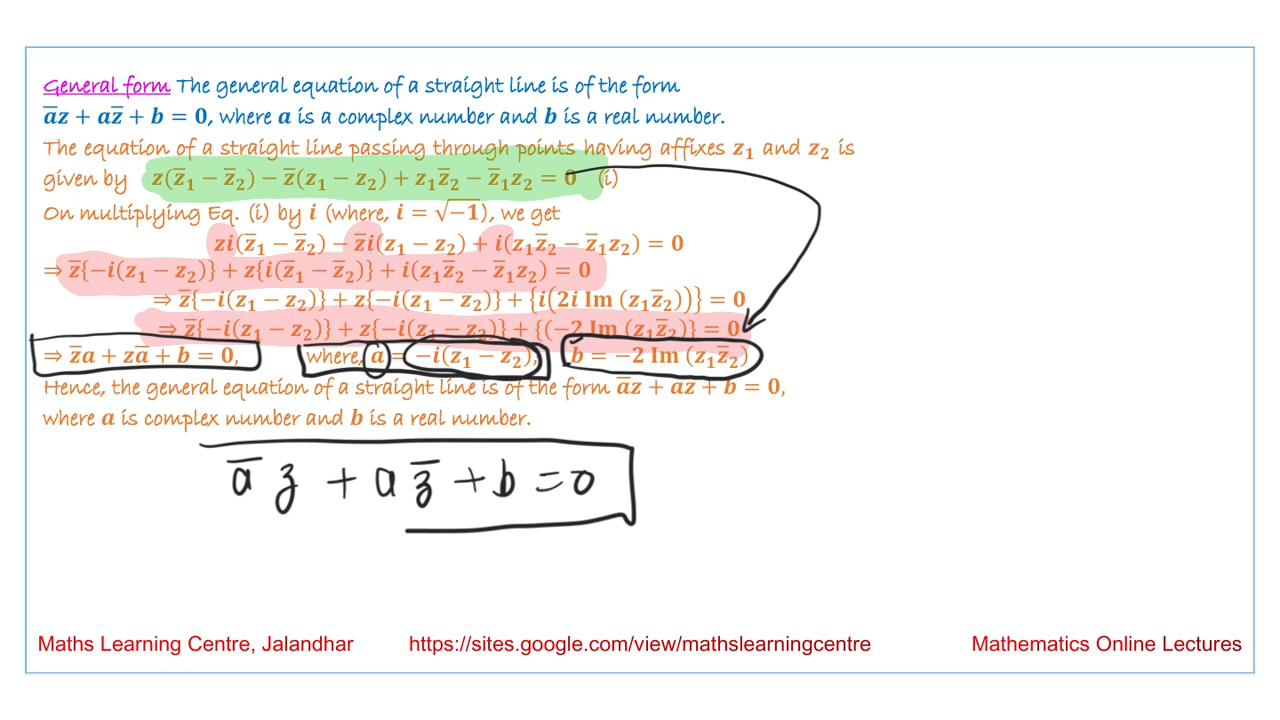 General form The general equation of a straight line is of the form
a̅z + az̅ + b = 0, where a is a complex number and b is a real number.
The equation of a straight line passing through points having affixes z₁ and z₂ is
given by z(z̅₁ − z̅₂) − z̅(z₁ − z₂) + z₁z̅₂ − z̅₁z₂ = 0 (i)
On multiplying Eq. (i) by i (where, i = √−1), we get
zi(z̅₁ − z̅₂) − z̅i(z₁ − z₂) + i(z₁z̅₂ − z̅₁z₂) = 0
⇒ z̅{−i(z₁ − z₂)} + z{i(z̅₁ − z̅₂)} + i(z₁z̅₂ − z̅₁z₂) = 0
⇒ z̅{−i(z₁ − z₂)} + z{−i(z₁ − z₂)} + {i(2i Im (z₁z̅₂))} = 0
⇒ z̅{−i(z₁ − z₂)} + z{−i(z₁ − z₂)} + {(−2 Im (z₁z̅₂)} = 0
⇒ z̅a + za̅ + b = 0, where, a = −i(z₁ − z₂), b = −2 Im (z₁z̅₂)
Hence, the general equation of a straight line is of the form a̅z + az + b = 0,
where a is complex number and b is a real number.
a̅ z + a z̅ + b = 0
Maths Learning Centre, Jalandhar https://sites.google.com/view/mathslearningcentre Mathematics Online Lectures